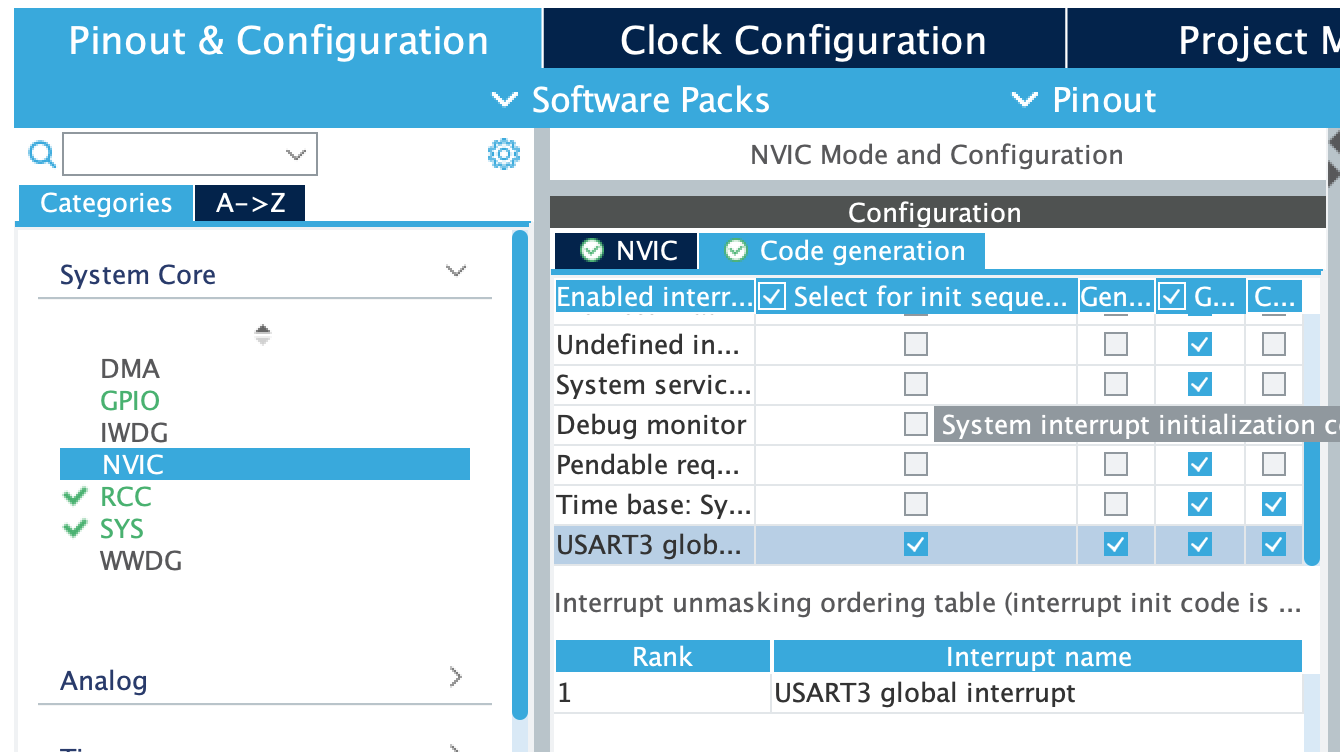 Pinout & Configuration
Clock Configuration
Project M
Software Packs
Pinout
NVIC Mode and Configuration
Categories
A->Z
Configuration
NVIC
Code generation
System Core
Enabled interr...
Select for init seque...
Gen...
G...
C...
Undefined in...
DMA
System servic...
GPIO
IWDG
Debug monitor
System interrupt initialization c
NVIC
Pendable req...
RCC
Time base: Sy...
SYS
USART3 glob...
WWDG
Interrupt unmasking ordering table (interrupt init code is ...
Rank
Interrupt name
Analog
1
USART3 global interrupt